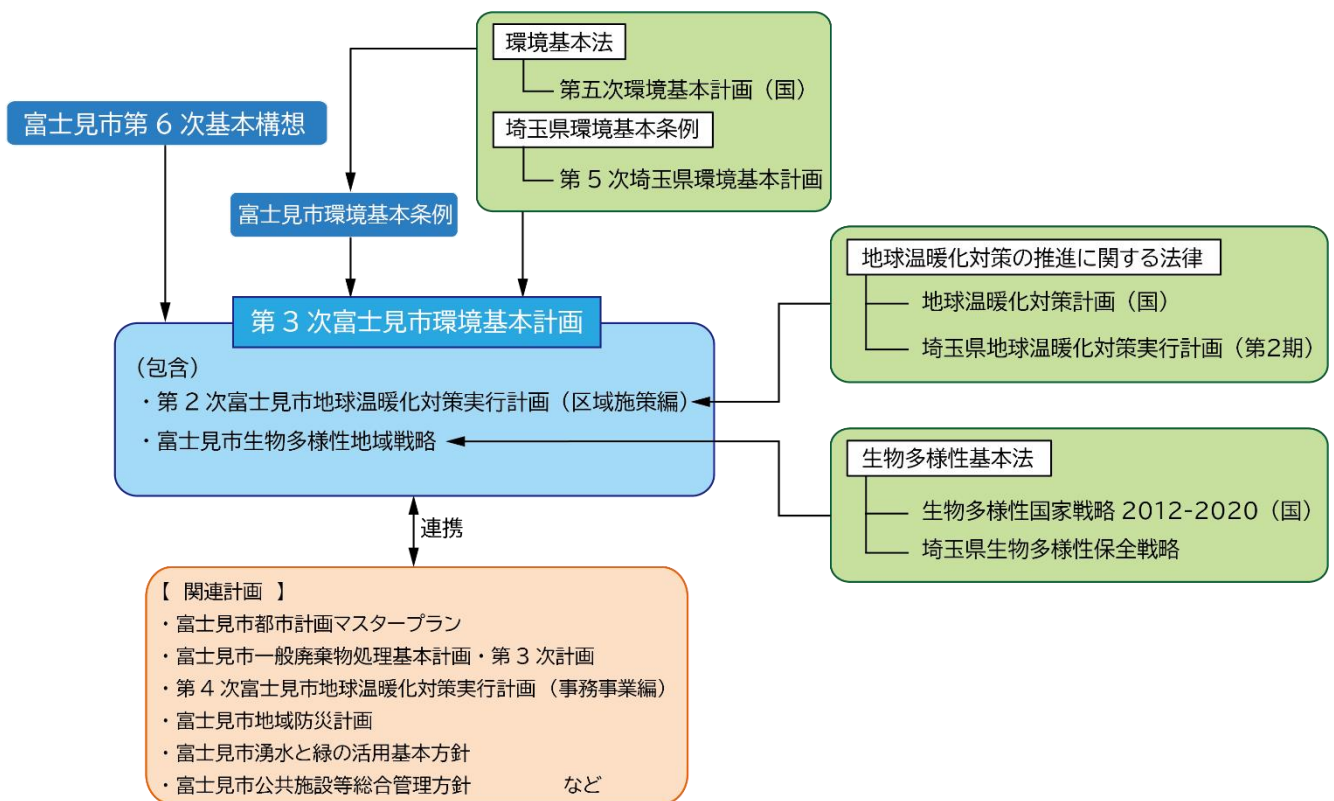 環境基本法
第五次環境基本計画（国）
埼玉県環境基本条例
第5次埼玉県環境基本計画
富士見市第6次基本構想
富士見市環境基本条例
地球温暖化対策の推進に関する法律
地球温暖化対策計画（国）
埼玉県地球温暖化対策実行計画（第2期）
第3次富士見市環境基本計画
（包含）
・第2次富士見市地球温暖化対策実行計画（区域施策編）
・富士見市生物多様性地域戦略
生物多様性基本法
生物多様性国家戦略 2012-2020（国）
埼玉県生物多様性保全戦略
連携
【 関連計画 】
・富士見市都市計画マスタープラン
・富士見市一般廃棄物処理基本計画・第3次計画
・第4次富士見市地球温暖化対策実行計画（事務事業編）
・富士見市地域防災計画
・富士見市湧水と緑の活用基本方針
・富士見市公共施設等総合管理方針 など